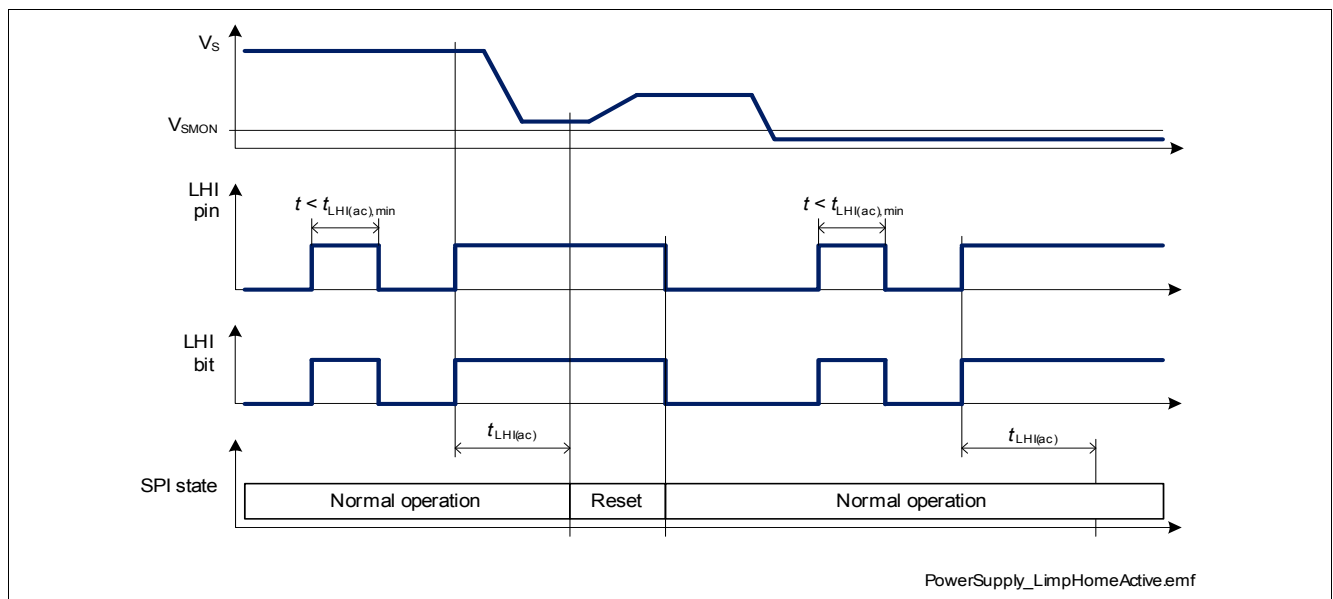 VS
VSMON
LHI
pin
t < tLHI(ac),min
t < tLHI(ac),min
LHI
bit
tLHI(ac)
tLHI(ac)
SPI state
Normal operation
Reset
Normal operation
PowerSupply_LimpHomeActive.emf